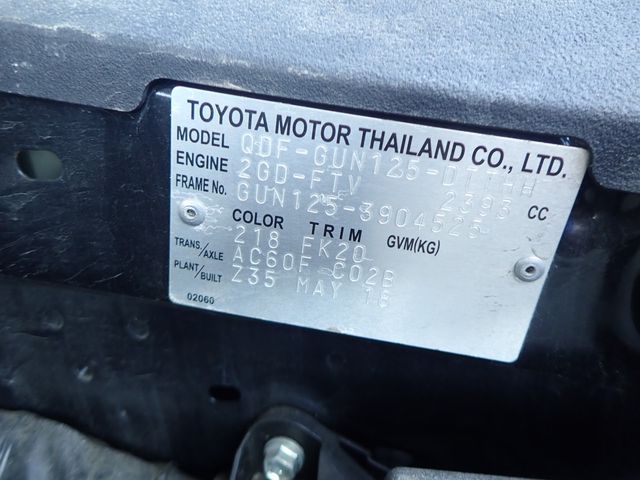 TOYOTA MOTOR THAILAND CO., LTD.
MODEL QDF-GUN125-DTTHH
ENGINE 2GD-FTV 2393 CC
FRAME No. GUN125-3904525
COLOR TRIM GVM(KG)
218 FK20
TRANS/AXLE AC60F C02B
PLANT/BUILT Z35 MAY 18
02060